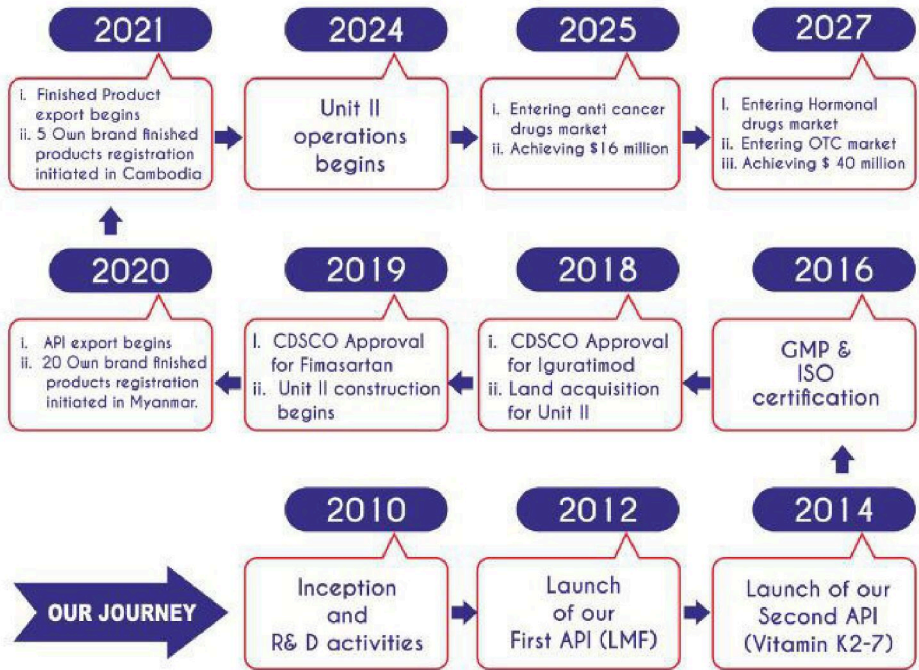 2021
i. Finished Product
export begins
ii. 5 Own brand finished
products registration
initiated in Cambodia
2024
Unit II
operations
begins
2025
i. Entering anti cancer
drugs market
ii. Achieving $16 million
2027
I. Entering Hormonal
drugs market
ii. Entering OTC market
iii. Achieving $ 40 million
2020
i. API export begins
ii. 20 Own brand finished
products registration
initiated in Myanmar.
2019
I. CDSCO Approval
for Fimasartan
ii. Unit II construction
begins
2018
i. CDSCO Approval
for Iguratimod
ii. Land acquisition
for Unit II
2016
GMP &
ISO
certification
OUR JOURNEY
2010
Inception
and
R& D activities
2012
Launch
of our
First API (LMF)
2014
Launch of our
Second API
(Vitamin K2-7)